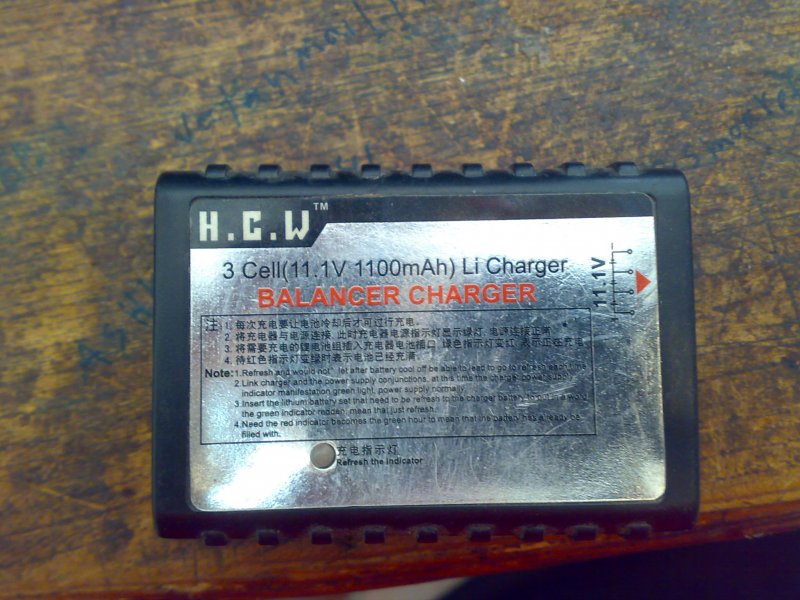 H.C.W ™
3 Cell(11.1V 1100mAh) Li Charger
BALANCER CHARGER
11.1V
注 1. 每次充电要让电池冷却后才可过行充电.
2. 将充电器与电源连接, 此时充电器电源指示灯显示绿灯, 电源连接正常
3. 将需要充电的锂电池组插入充电器电池插口, 绿色指示灯变红, 表示正在充电
4. 待红色指示灯变绿时表示电池已经充满.
Note: 1.Refresh and would not let after battery cool off be able to lead to go to refresh each time
2.Link charger and the power supply conjunctions, at this time the charger power supply
indicator manifestation green light, power supply normally.
3.Insert the lithium battery set that need to be refresh to the charger battery to put in a
the green indicator redden, mean that just refresh.
4.Need the red indicator becomes the green hour to mean that the battery has already be
filled with.
充电指示灯
Refresh the indicator